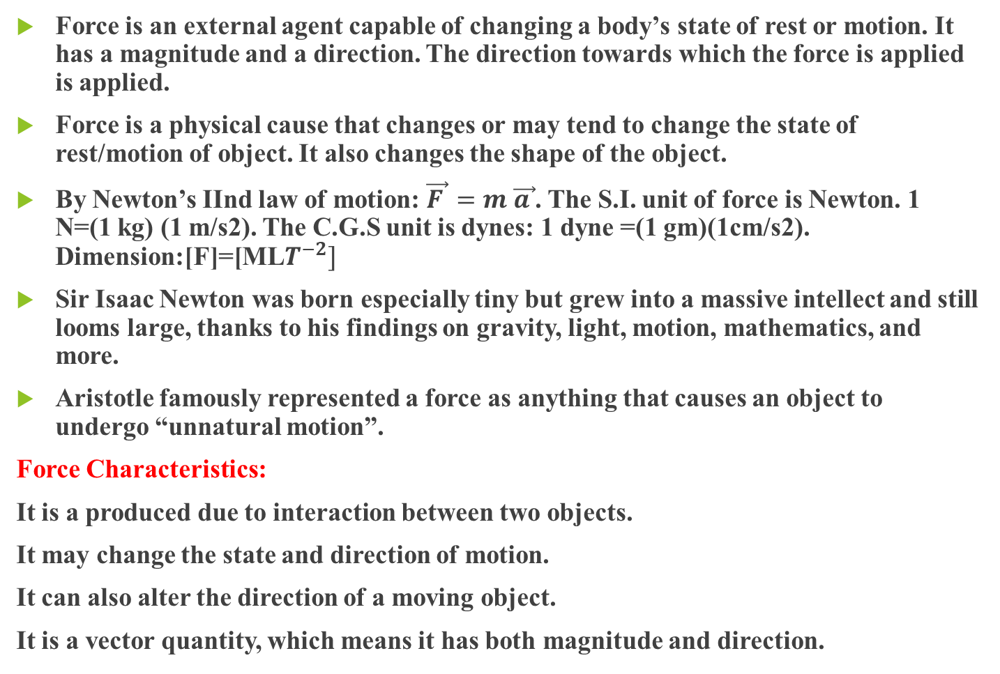 Force is an external agent capable of changing a body’s state of rest or motion. It
has a magnitude and a direction. The direction towards which the force is applied
is applied.
Force is a physical cause that changes or may tend to change the state of
rest/motion of object. It also changes the shape of the object.
By Newton’s IInd law of motion: \(\overrightarrow{F} = m\,\overrightarrow{a}\). The S.I. unit of force is Newton. 1
N=(1 kg) (1 m/s2). The C.G.S unit is dynes: 1 dyne =(1 gm)(1cm/s2).
Dimension:[F]=[ML\(T^{-2}\)]
Sir Isaac Newton was born especially tiny but grew into a massive intellect and still
looms large, thanks to his findings on gravity, light, motion, mathematics, and
more.
Aristotle famously represented a force as anything that causes an object to
undergo “unnatural motion”.
Force Characteristics:
It is a produced due to interaction between two objects.
It may change the state and direction of motion.
It can also alter the direction of a moving object.
It is a vector quantity, which means it has both magnitude and direction.